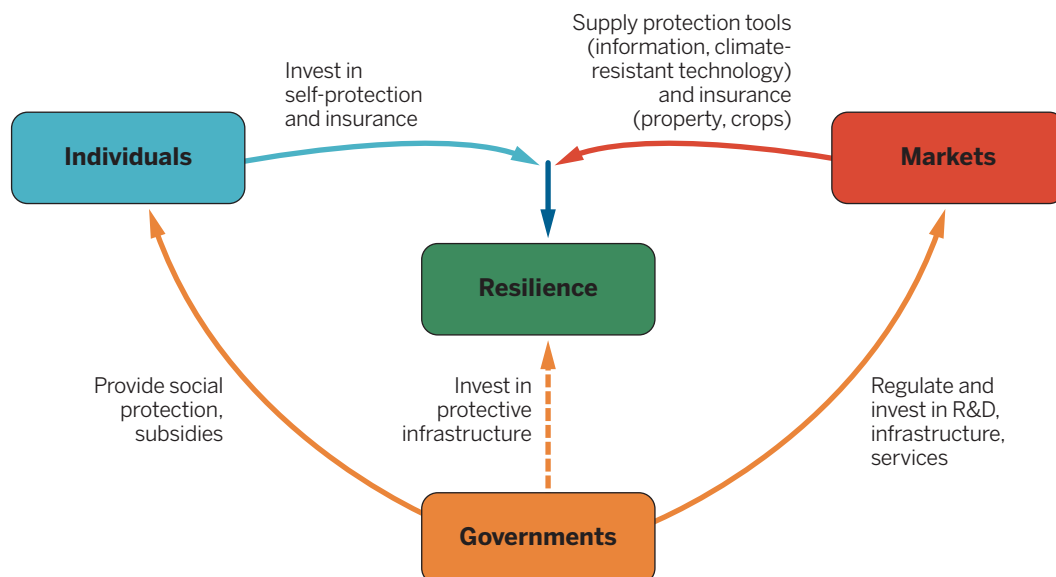 Supply protection tools
(information, climate-
resistant technology)
and insurance
(property, crops)
Invest in
self-protection
and insurance
Individuals
Markets
Resilience
Provide social
protection,
subsidies
Invest in
protective
infrastructure
Regulate and
invest in R&D,
infrastructure,
services
Governments